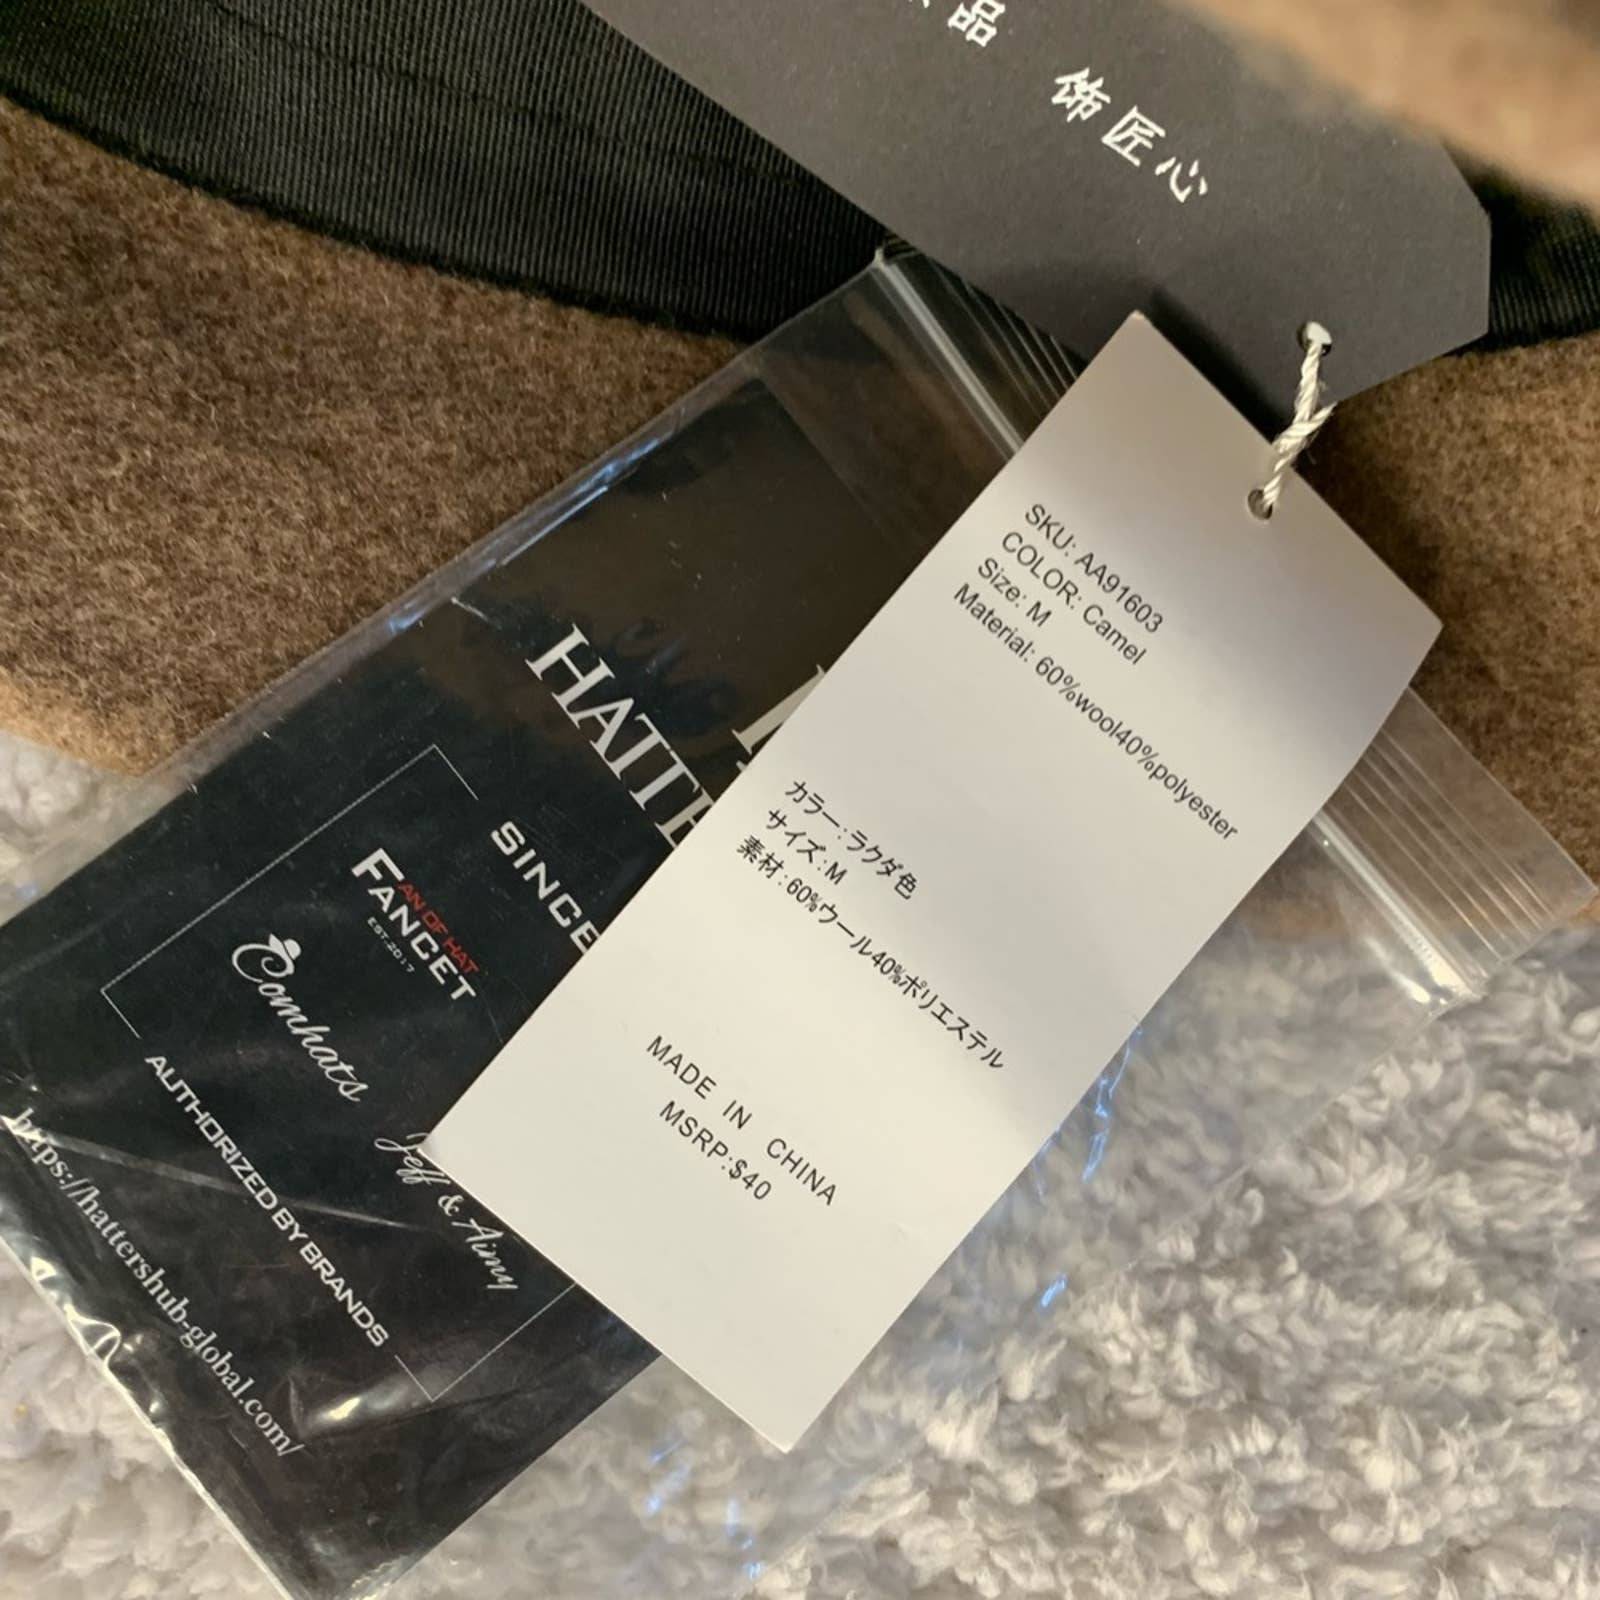 品 饰匠心
SKU: AA91603
COLOR: Camel
Size: M
Material: 60%wool40%polyester
カラー:ラクダ色
サイズ:M
素材:60%ウール40%ポリエステル
MADE IN CHINA
MSRP:$40
SINCE
FAN OF HAT
FANCET
EST.2017
Comhats
Jeff & Aimy
AUTHORIZED BY BRANDS
https://hattershub-global.com/